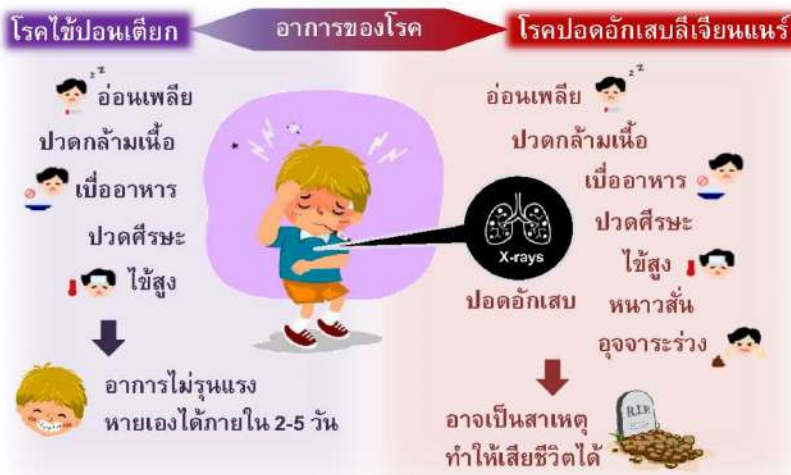 โรคไข้ปอนเตียก
อาการของโรค
โรคปอดอักเสบลีเจียนแนร์
อ่อนเพลีย
ปวดกล้ามเนื้อ
เบื่ออาหาร
ปวดศีรษะ
ไข้สูง
อาการไม่รุนแรง
หายเองได้ภายใน 2-5 วัน
อ่อนเพลีย
ปวดกล้ามเนื้อ
เบื่ออาหาร
ปวดศีรษะ
ไข้สูง
หนาวสั่น
อุจจาระร่วง
X-rays
ปอดอักเสบ
อาจเป็นสาเหตุ
ทำให้เสียชีวิตได้
R.I.P